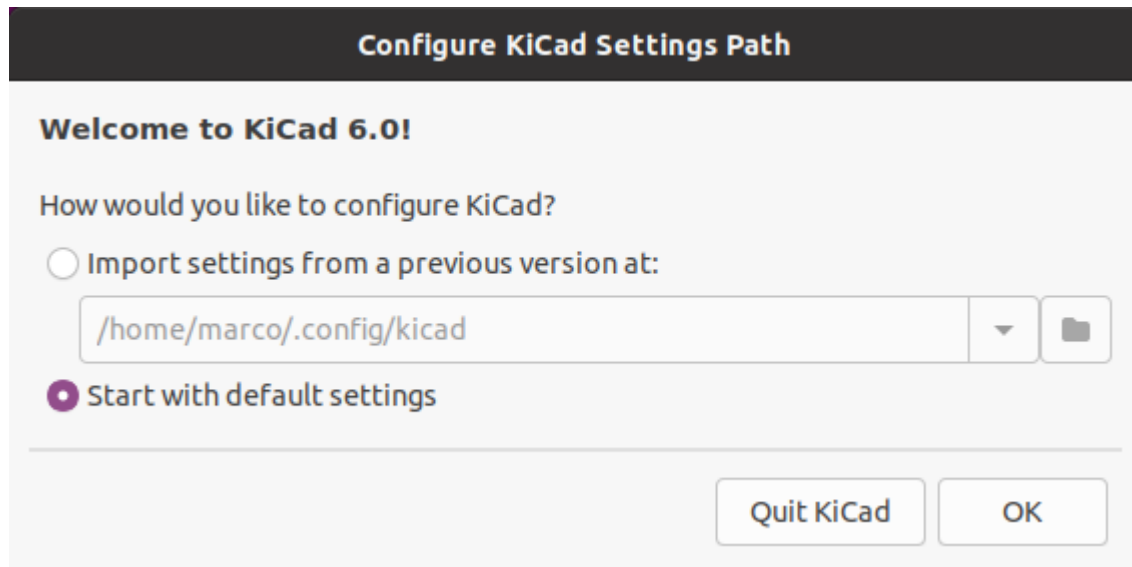 Configure KiCad Settings Path
Welcome to KiCad 6.0!
How would you like to configure KiCad?
Import settings from a previous version at:
/home/marco/.config/kicad
Start with default settings
Quit KiCad OK